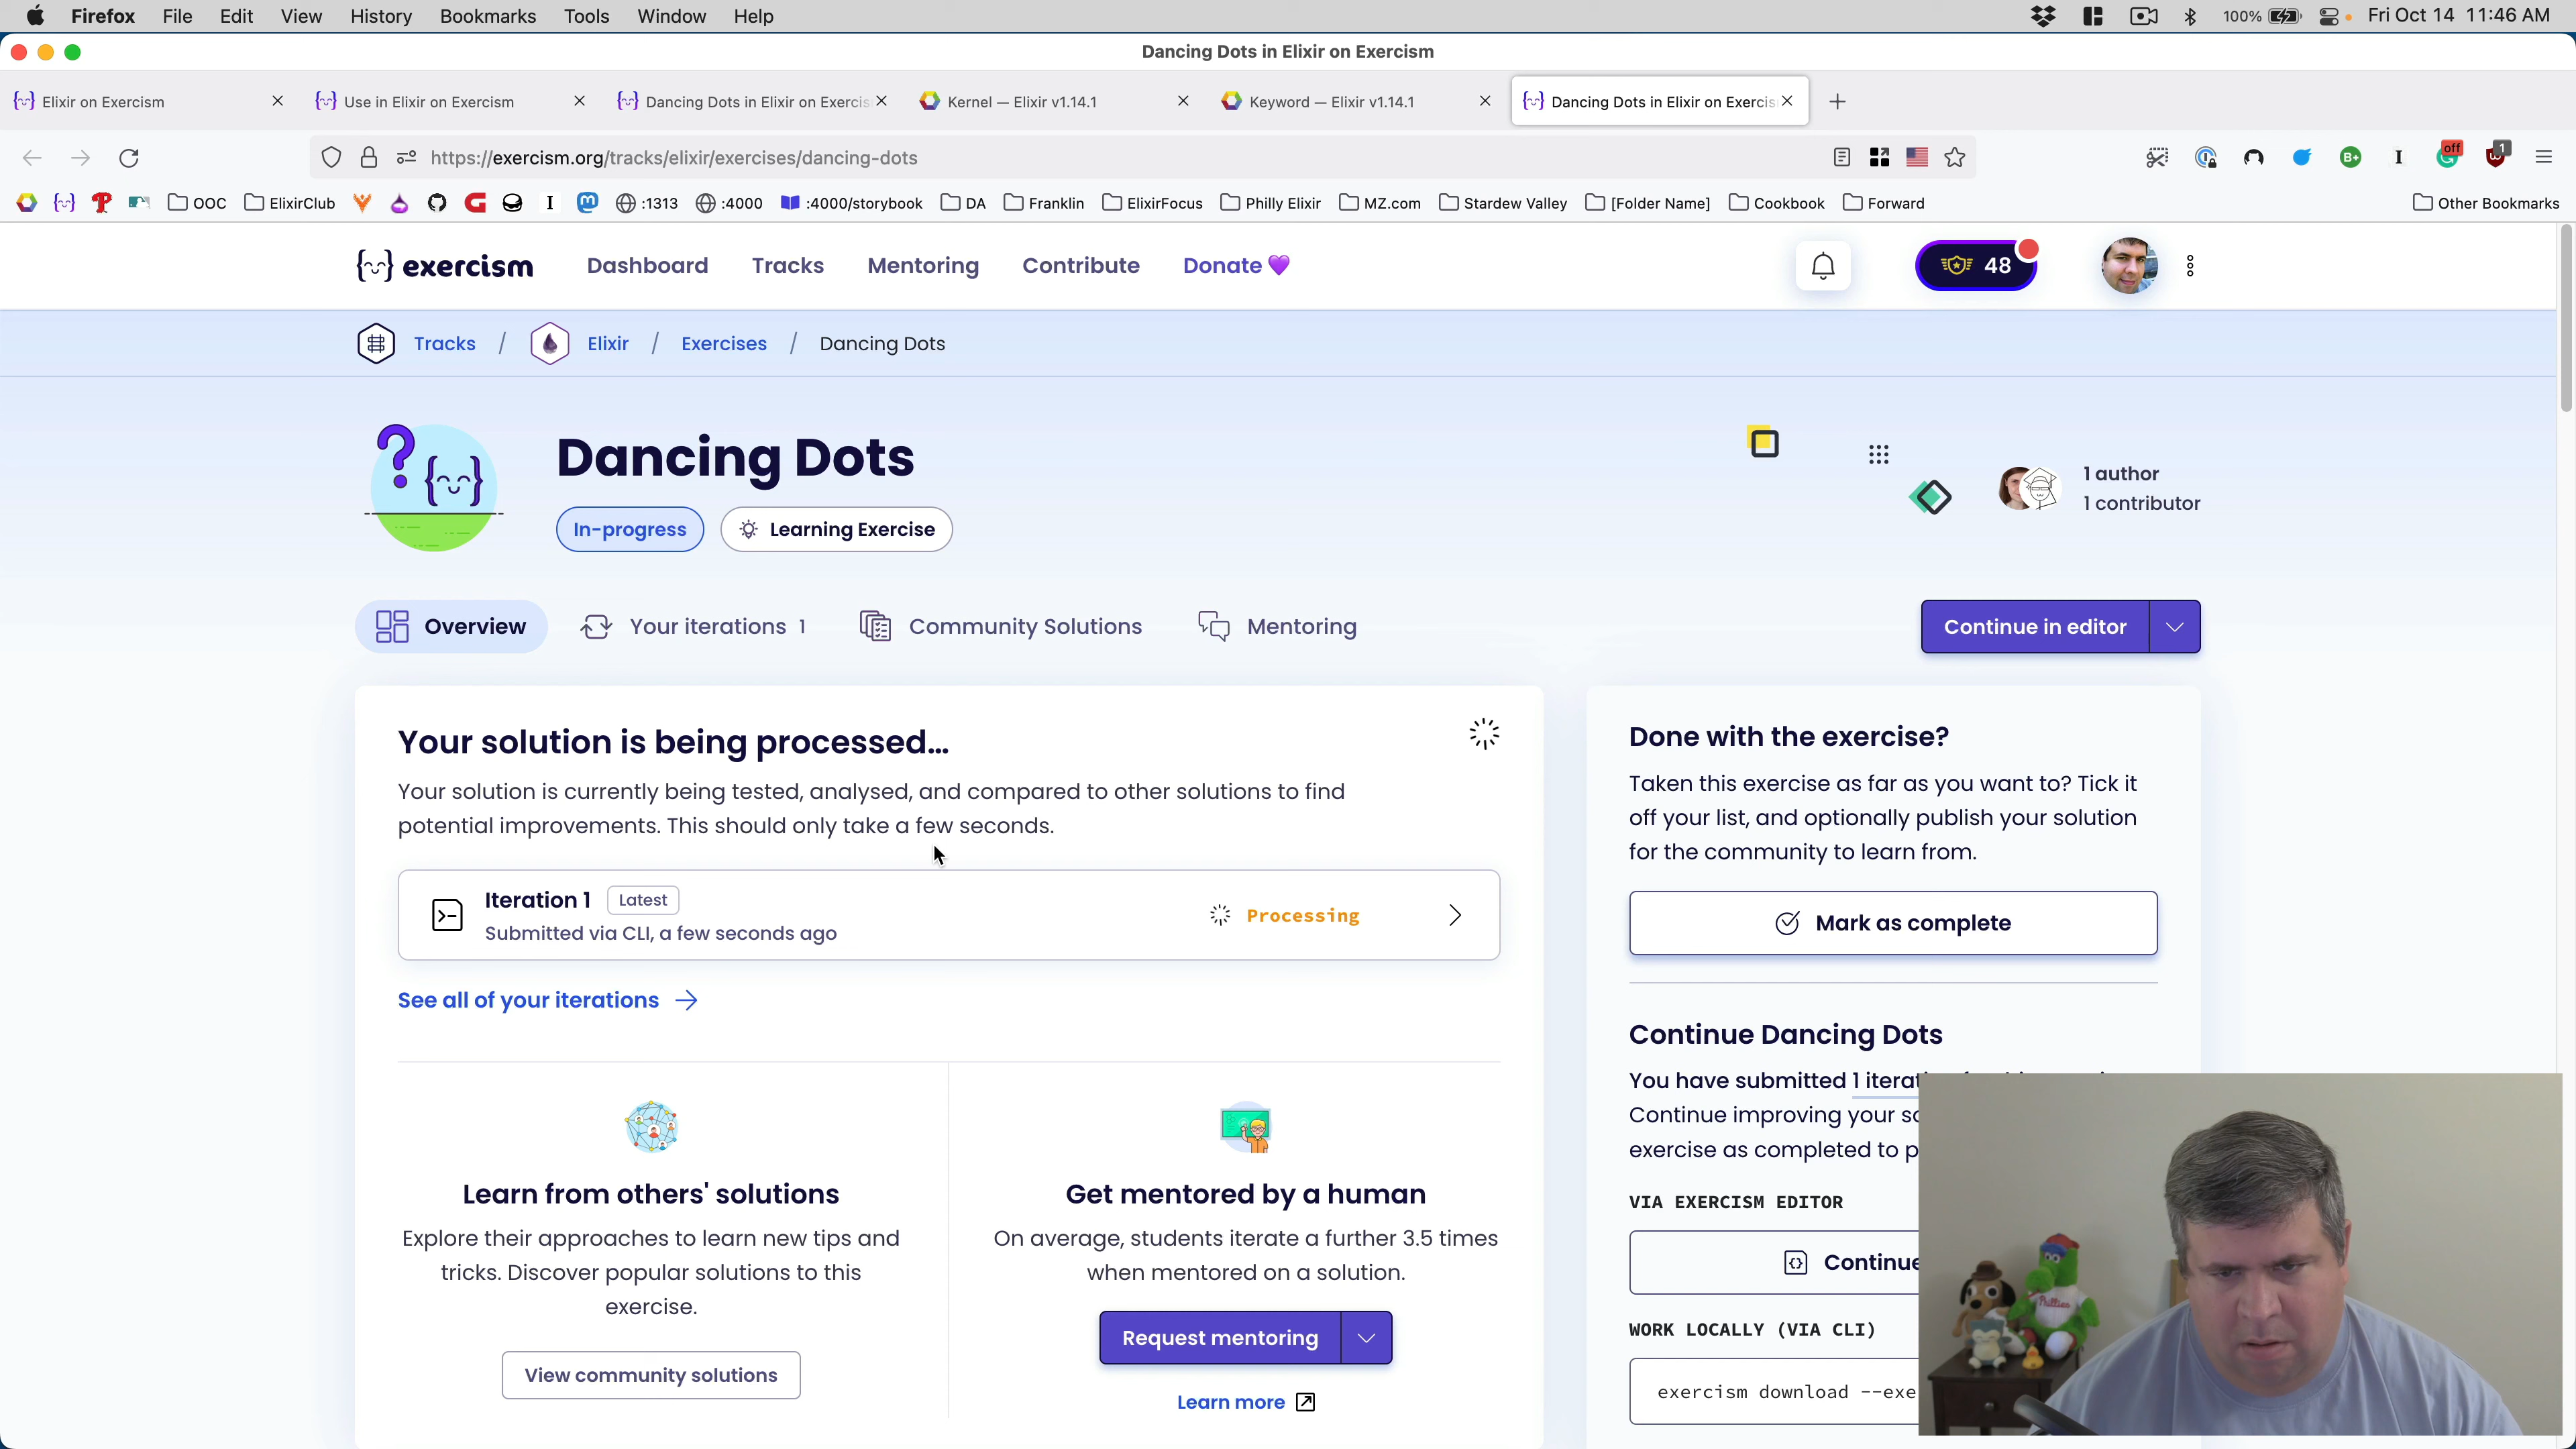 Firefox File Edit View History Bookmarks Tools Window Help
100% Fri Oct 14 11:46 AM
Dancing Dots in Elixir on Exercism
Elixir on Exercism
Use in Elixir on Exercism
Dancing Dots in Elixir on Exercis
Kernel — Elixir v1.14.1
Keyword — Elixir v1.14.1
Dancing Dots in Elixir on Exercis
https://exercism.org/tracks/elixir/exercises/dancing-dots
off
1
OOC ElixirClub :1313 :4000 :4000/storybook DA Franklin ElixirFocus Philly Elixir MZ.com Stardew Valley [Folder Name] Cookbook Forward Other Bookmarks
exercism Dashboard Tracks Mentoring Contribute Donate 48
Tracks / Elixir / Exercises / Dancing Dots
Dancing Dots
In-progress Learning Exercise
1 author
1 contributor
Overview Your iterations 1 Community Solutions Mentoring Continue in editor
Your solution is being processed…
Your solution is currently being tested, analysed, and compared to other solutions to find
potential improvements. This should only take a few seconds.
Iteration 1 Latest
Submitted via CLI, a few seconds ago
Processing
See all of your iterations
Learn from others' solutions
Explore their approaches to learn new tips and
tricks. Discover popular solutions to this
exercise.
View community solutions
Get mentored by a human
On average, students iterate a further 3.5 times
when mentored on a solution.
Request mentoring
Learn more
Done with the exercise?
Taken this exercise as far as you want to? Tick it
off your list, and optionally publish your solution
for the community to learn from.
Mark as complete
Continue Dancing Dots
You have submitted 1 iterat
Continue improving your so
exercise as completed to p
VIA EXERCISM EDITOR
Continue
WORK LOCALLY (VIA CLI)
exercism download --exe
Phillies